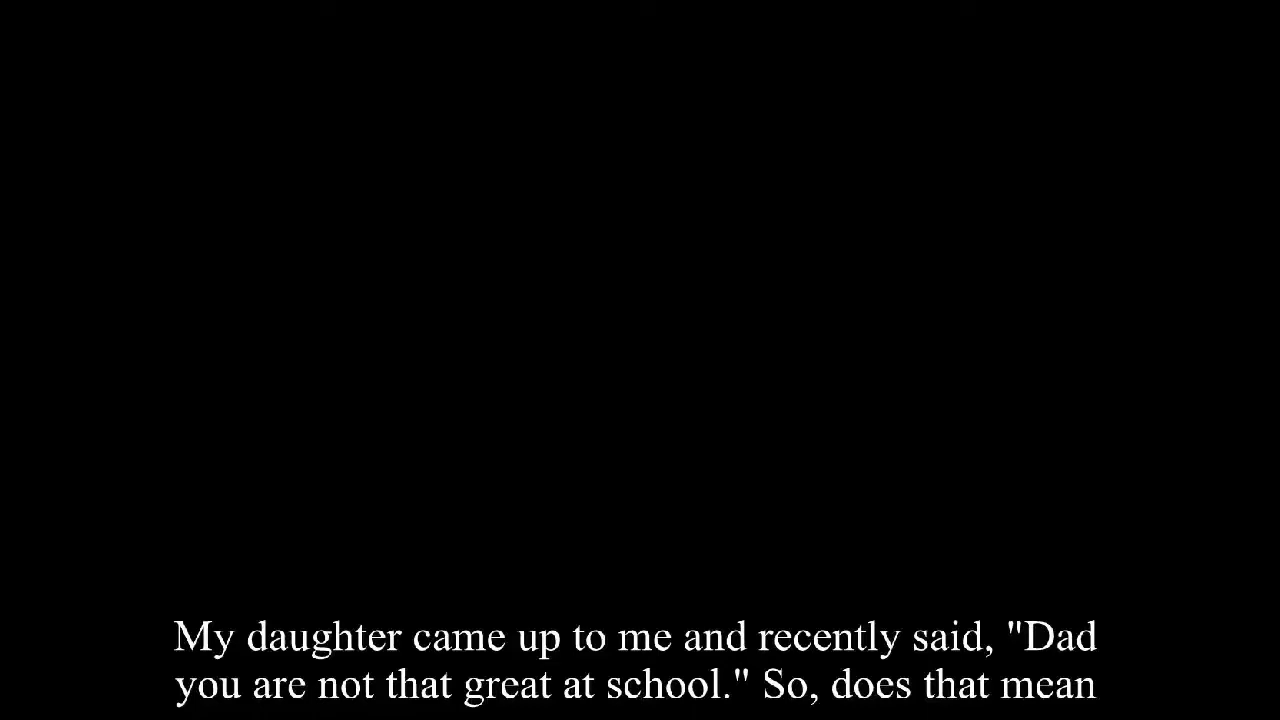 My daughter came up to me and recently said, "Dad
you are not that great at school." So, does that mean